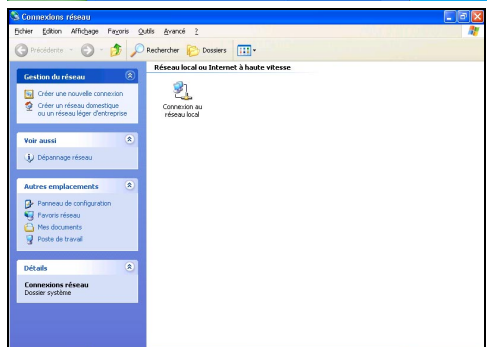 Connexions réseau
Fichier Edition Affichage Favoris Outils Avancé ?
Précédente Rechercher Dossiers
Gestion du réseau
Créer une nouvelle connexion
Créer un réseau domestique
ou un réseau léger d'entreprise
Voir aussi
Dépannage réseau
Autres emplacements
Panneau de configuration
Favoris réseau
Mes documents
Poste de travail
Détails
Connexions réseau
Dossier système
Réseau local ou Internet à haute vitesse
Connexion au
réseau local